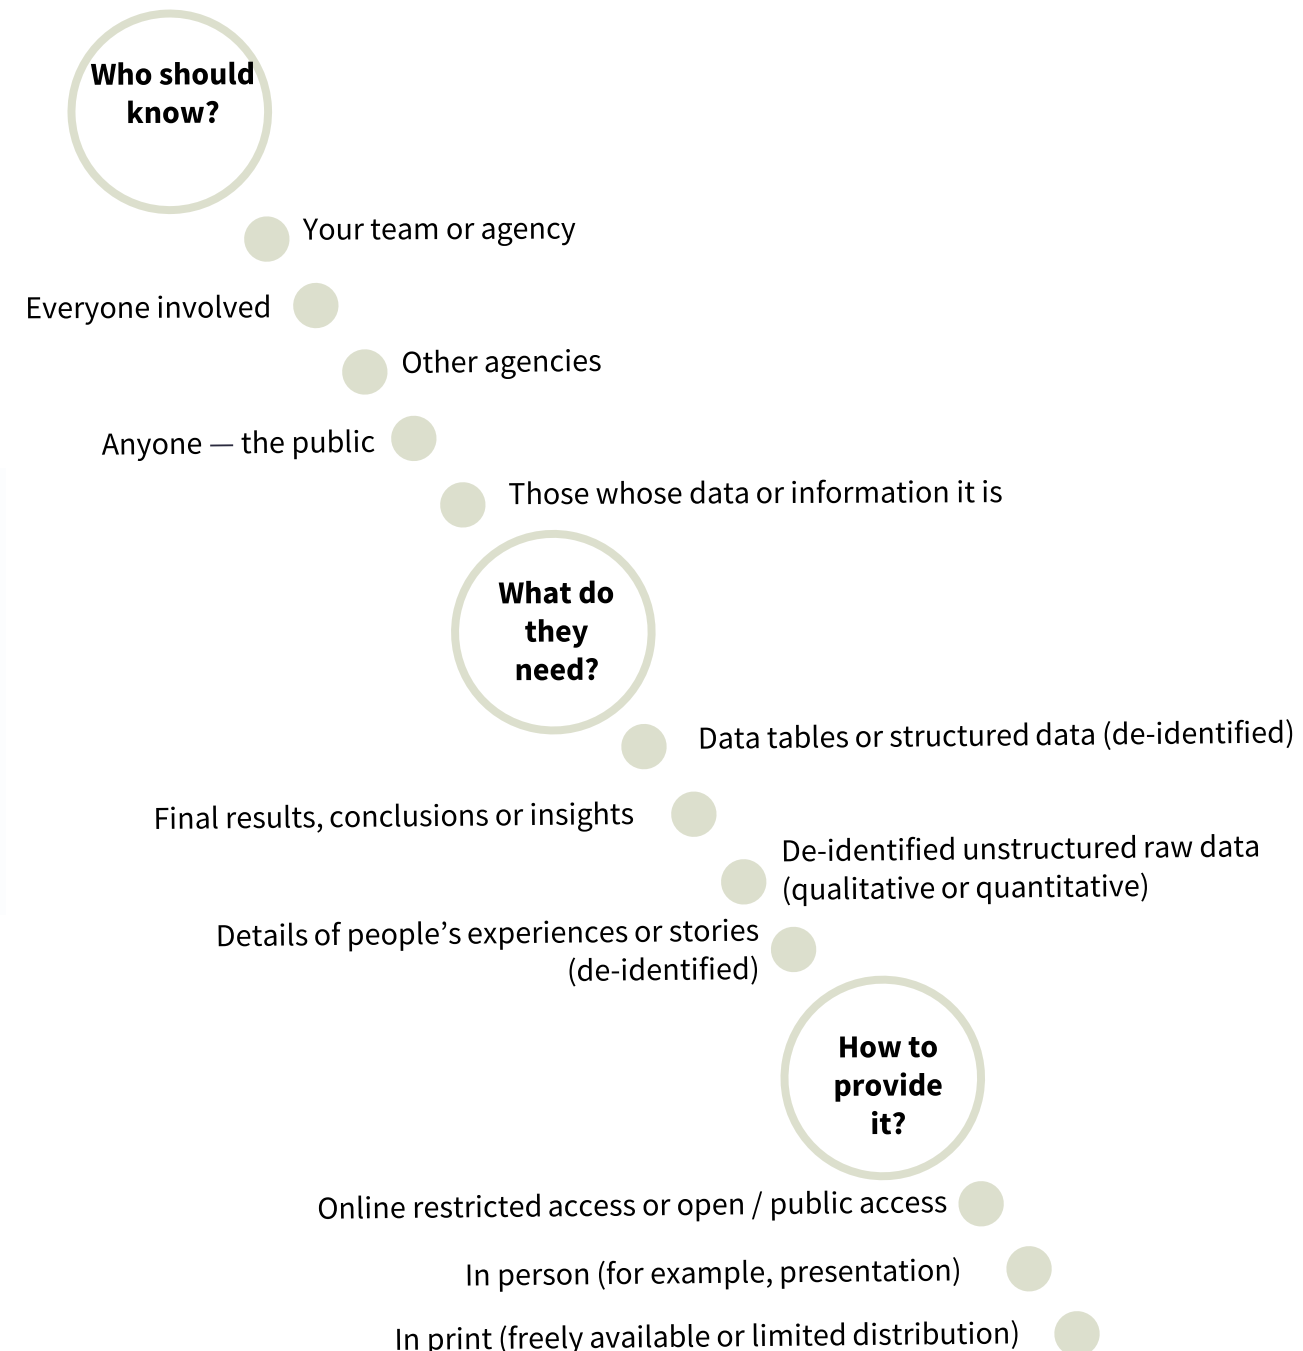 Who should
know?
Your team or agency
Everyone involved
Other agencies
Anyone — the public
Those whose data or information it is
What do
they
need?
Data tables or structured data (de-identified)
Final results, conclusions or insights
De-identified unstructured raw data
(qualitative or quantitative)
Details of people’s experiences or stories
(de-identified)
How to
provide
it?
Online restricted access or open / public access
In person (for example, presentation)
In print (freely available or limited distribution)